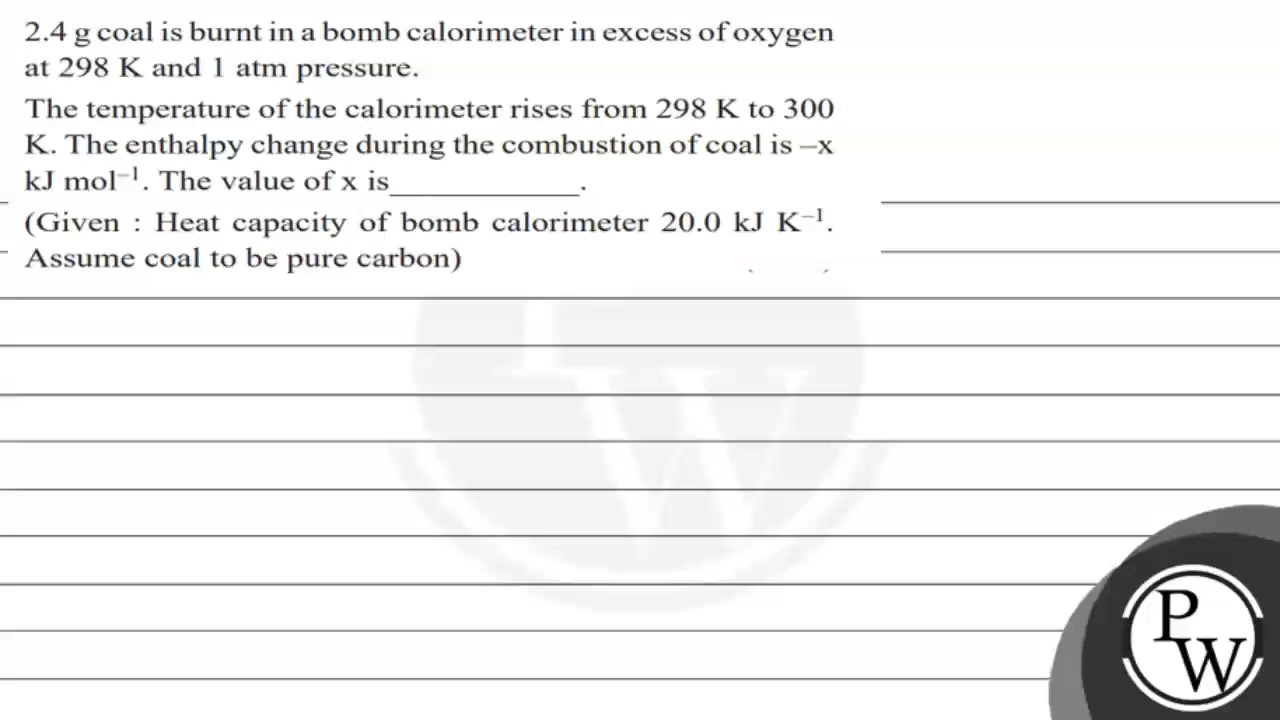 2.4 g coal is burnt in a bomb calorimeter in excess of oxygen
at 298 K and 1 atm pressure.
The temperature of the calorimeter rises from 298 K to 300
K. The enthalpy change during the combustion of coal is –x
kJ mol⁻¹. The value of x is_____________.
(Given : Heat capacity of bomb calorimeter 20.0 kJ K⁻¹.
Assume coal to be pure carbon)
PW